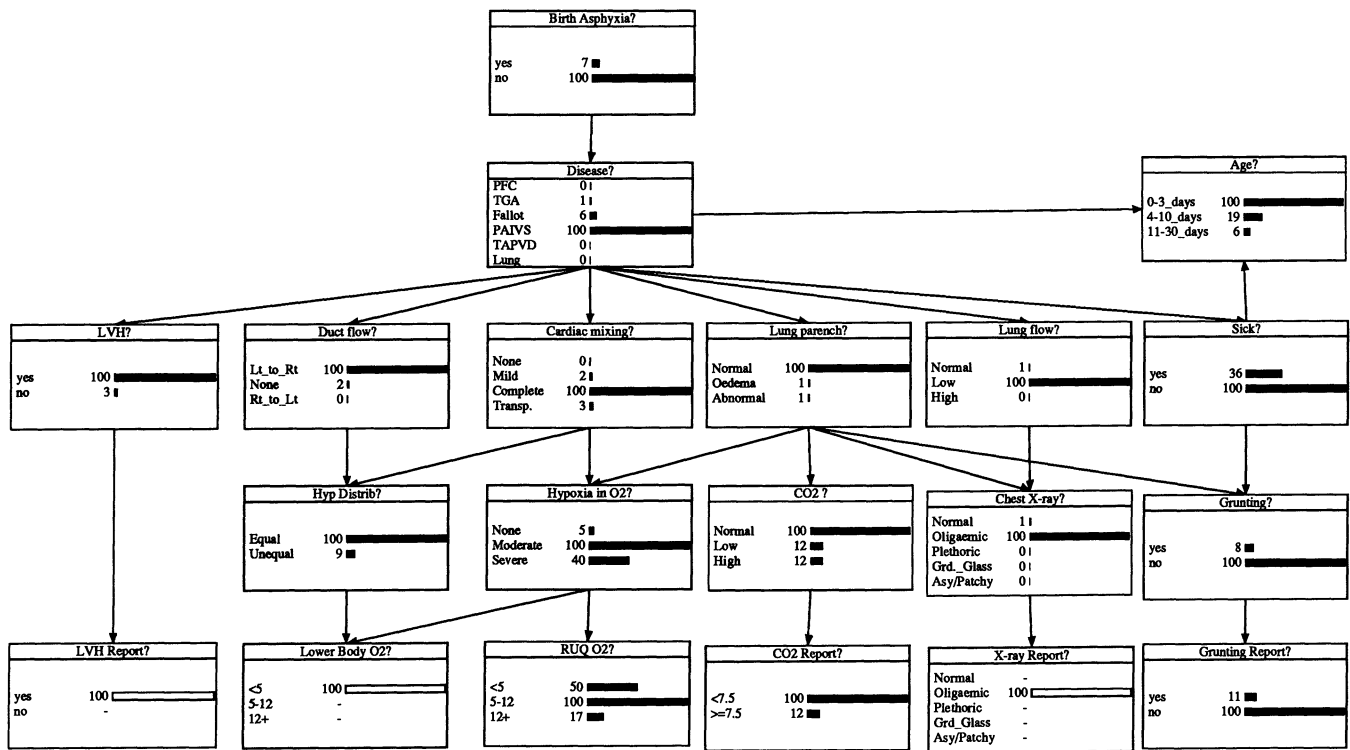 Birth Asphyxia?
yes 7
no 100
Disease?
PFC 0
TGA 1
Fallot 6
PAIVS 100
TAPVD 0
Lung 0
Age?
0-3_days 100
4-10_days 19
11-30_days 6
LVH?
yes 100
no 3
Duct flow?
Lt_to_Rt 100
None 2
Rt_to_Lt 0
Cardiac mixing?
None 0
Mild 2
Complete 100
Transp. 3
Lung parench?
Normal 100
Oedema 1
Abnormal 1
Lung flow?
Normal 1
Low 100
High 0
Sick?
yes 36
no 100
Hyp Distrib?
Equal 100
Unequal 9
Hypoxia in O2?
None 5
Moderate 100
Severe 40
CO2 ?
Normal 100
Low 12
High 12
Chest X-ray?
Normal 1
Oligaemic 100
Plethoric 0
Grd._Glass 0
Asy/Patchy 0
Grunting?
yes 8
no 100
LVH Report?
yes 100
no -
Lower Body O2?
<5 100
5-12 -
12+ -
RUQ O2?
<5 50
5-12 100
12+ 17
CO2 Report?
<7.5 100
>=7.5 12
X-ray Report?
Normal -
Oligaemic 100
Plethoric -
Grd_Glass -
Asy/Patchy -
Grunting Report?
yes 11
no 100